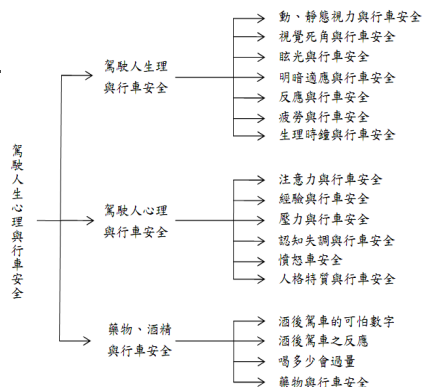 駕駛人生心理與行車安全
駕駛人生理
與行車安全
動、靜態視力與行車安全
視覺死角與行車安全
眩光與行車安全
明暗適應與行車安全
反應與行車安全
疲勞與行車安全
生理時鐘與行車安全
駕駛人心理
與行車安全
注意力與行車安全
經驗與行車安全
壓力與行車安全
認知失調與行車安全
憤怒車安全
人格特質與行車安全
藥物、酒精
與行車安全
酒後駕車的可怕數字
酒後駕車之反應
喝多少會過量
藥物與行車安全